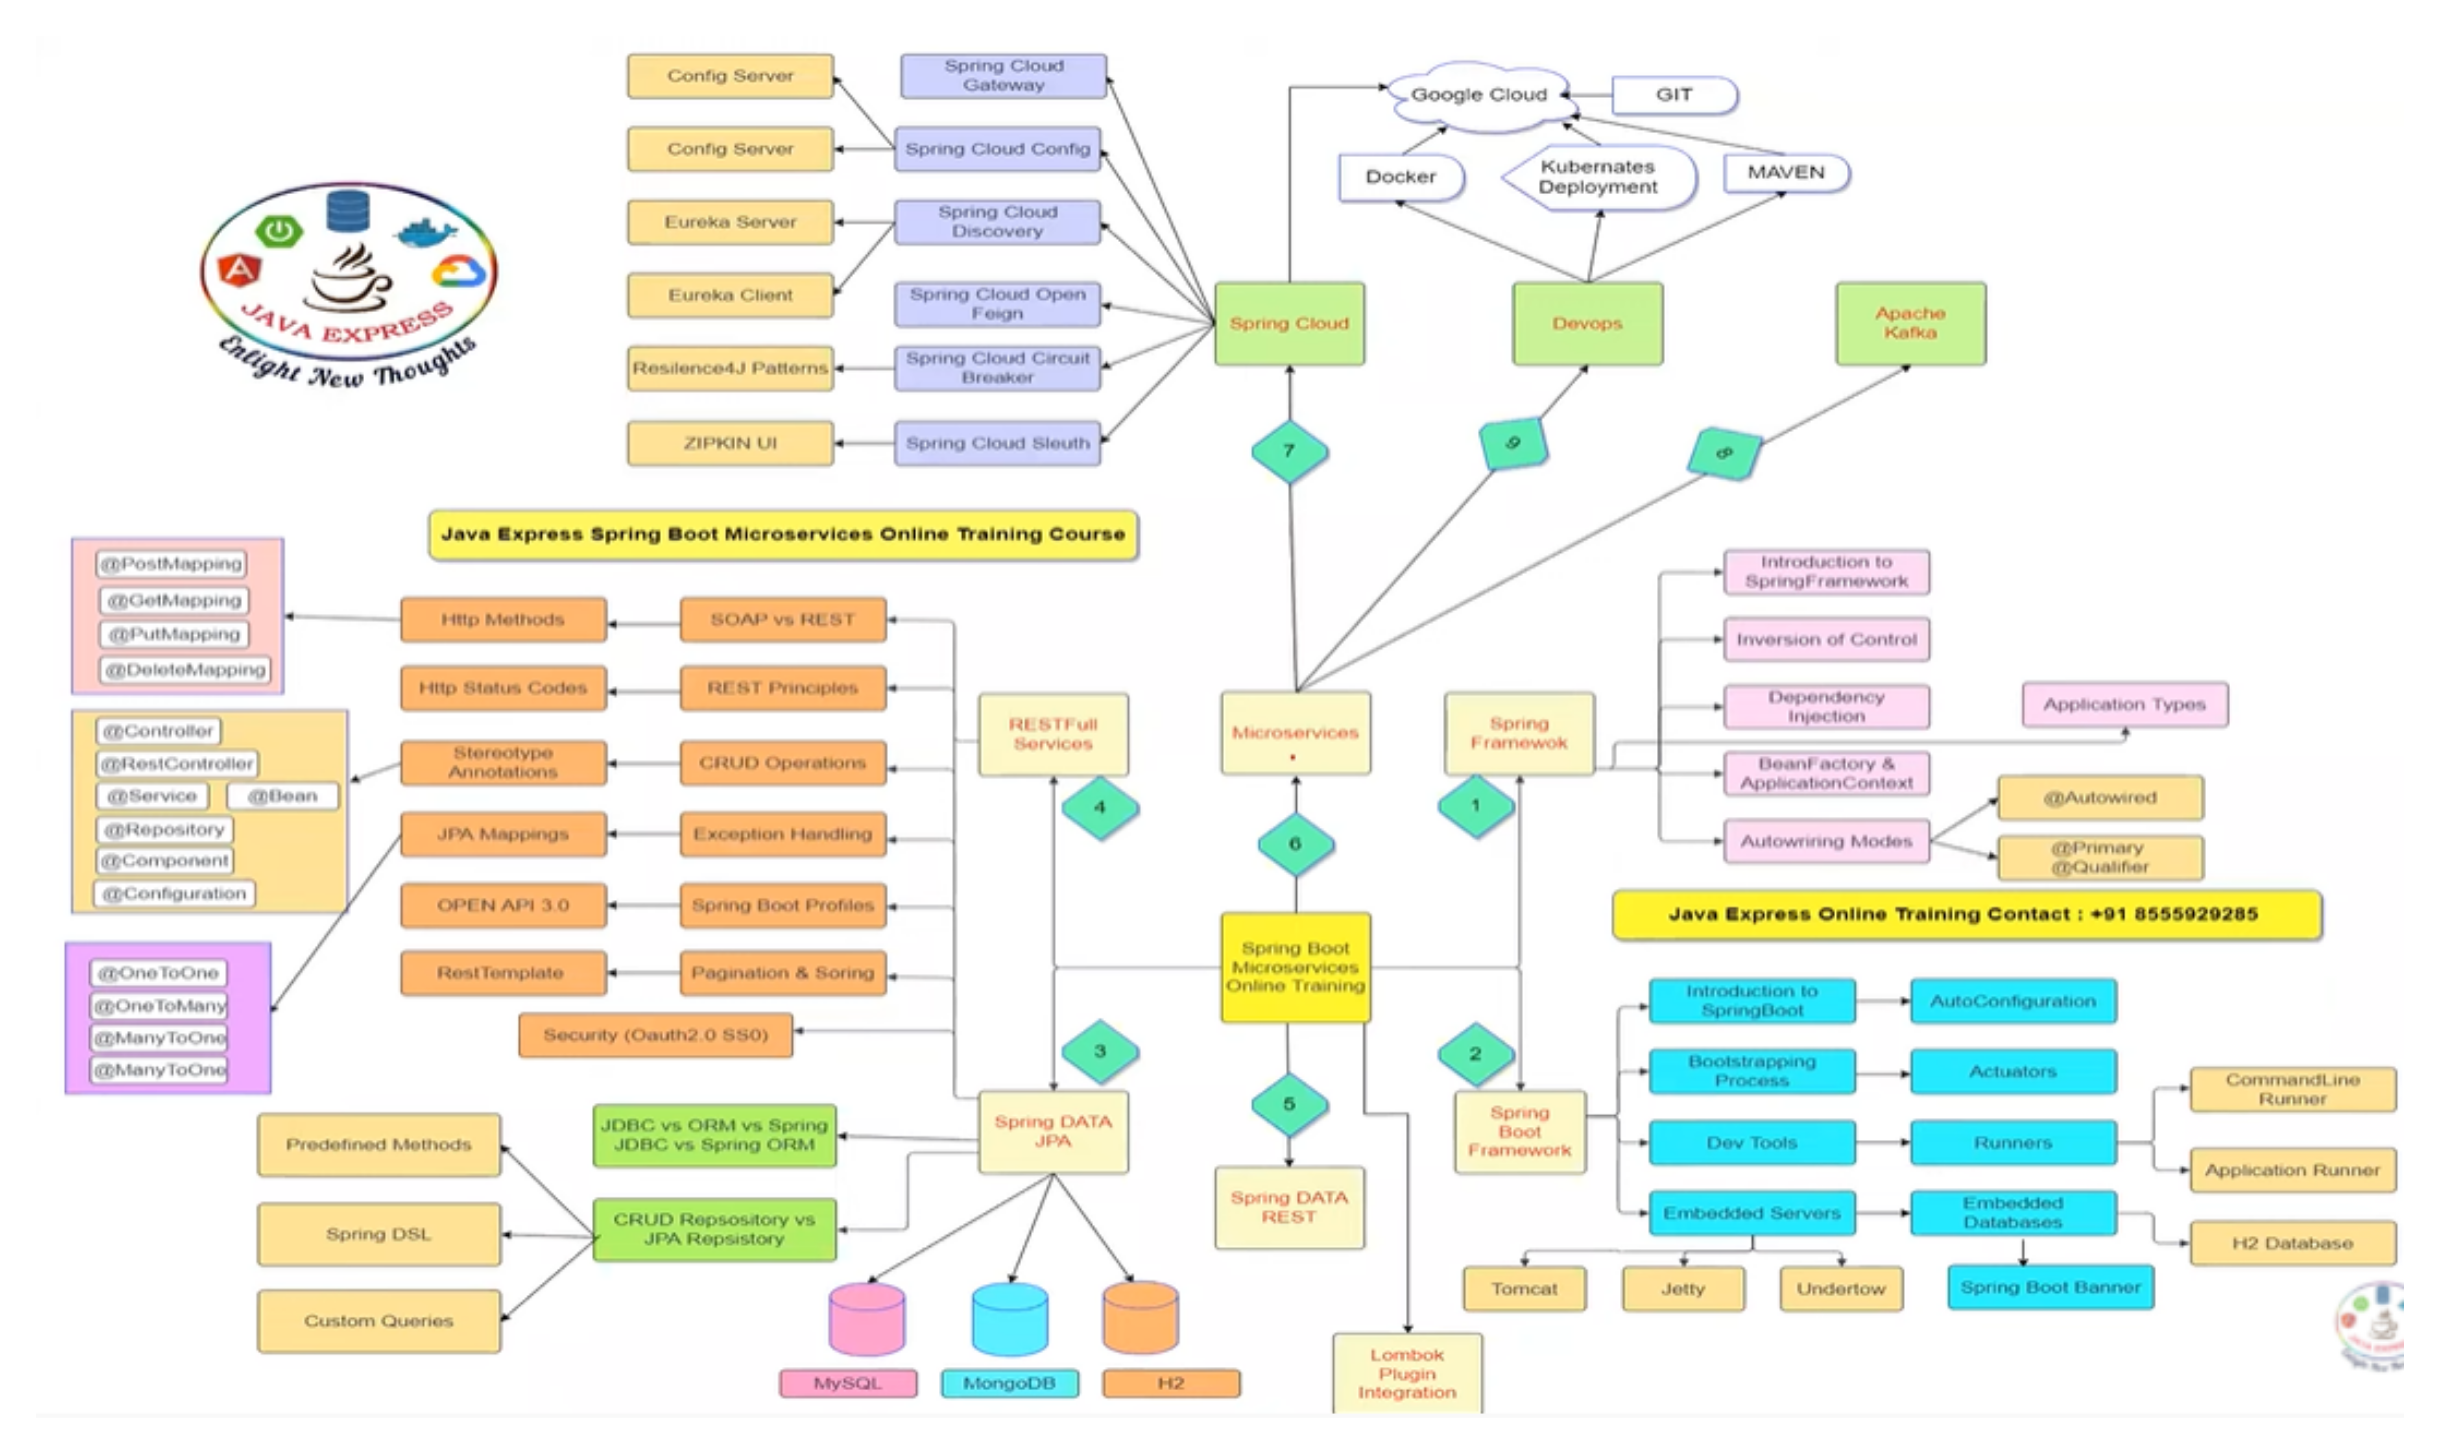 Config Server
Spring Cloud
Gateway
Google Cloud
GIT
Config Server
Spring Cloud Config
Docker
Kubernates
Deployment
MAVEN
Eureka Server
Spring Cloud
Discovery
Eureka Client
Spring Cloud Open
Feign
Resilence4J Patterns
Spring Cloud Circuit
Breaker
ZIPKIN UI
Spring Cloud Sleuth
JAVA EXPRESS
Enlight New Thoughts
Spring Cloud
Devops
Apache
Kafka
7
9
8
Java Express Spring Boot Microservices Online Training Course
@PostMapping
@GetMapping
@PutMapping
@DeleteMapping
Http Methods
SOAP vs REST
Http Status Codes
REST Principles
@Controller
@RestController
@Service
@Bean
@Repository
@Component
@Configuration
Stereotype
Annotations
CRUD Operations
JPA Mappings
Exception Handling
OPEN API 3.0
Spring Boot Profiles
RestTemplate
Pagination & Soring
Security (Oauth2.0 SS0)
@OneToOne
@OneToMany
@ManyToOne
@ManyToOne
RESTFull
Services
4
Microservices
.
6
Spring
Framewok
1
Introduction to
SpringFramework
Inversion of Control
Dependency
Injection
Application Types
BeanFactory &
ApplicationContext
Autowriring Modes
@Autowired
@Primary
@Qualifier
Java Express Online Training Contact : +91 8555929285
Spring Boot
Microservices
Online Training
3
5
2
Spring DATA
JPA
JDBC vs ORM vs Spring
JDBC vs Spring ORM
CRUD Repsository vs
JPA Repsistory
Predefined Methods
Spring DSL
Custom Queries
MySQL
MongoDB
H2
Spring DATA
REST
Lombok
Plugin
Integration
Spring
Boot
Framework
Introduction to
SpringBoot
AutoConfiguration
Bootstrapping
Process
Actuators
Dev Tools
Runners
CommandLine
Runner
Application Runner
Embedded Servers
Embedded
Databases
H2 Database
Tomcat
Jetty
Undertow
Spring Boot Banner